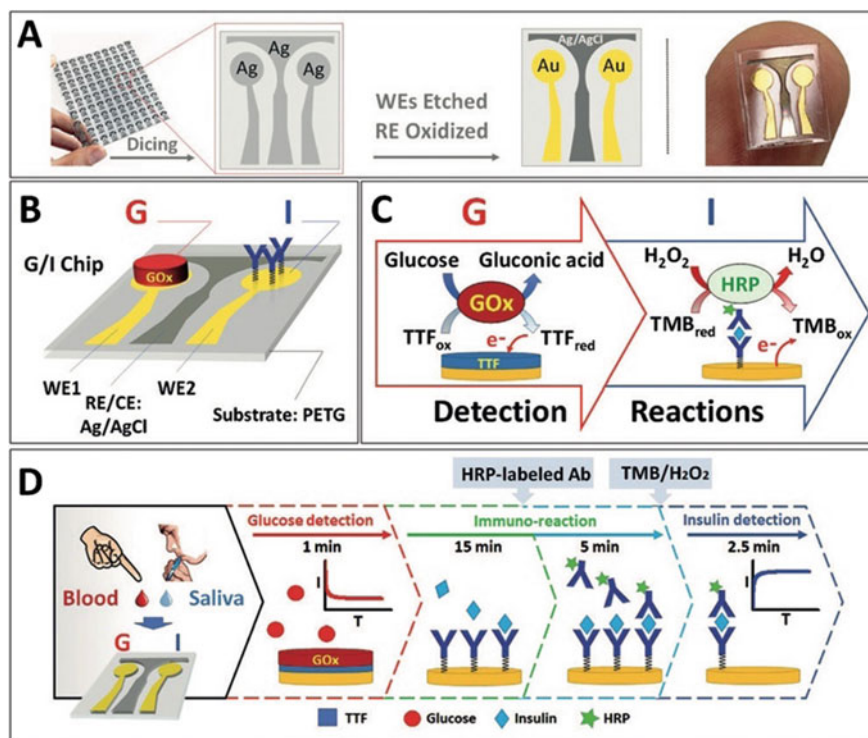 A
Ag
Ag
Ag
Dicing
WEs Etched
RE Oxidized
Ag/AgCl
Au
Au
B
G
I
G/I Chip
GOx
WE1
RE/CE:
Ag/AgCl
WE2
Substrate: PETG
C
G
I
Glucose
Gluconic acid
GOx
TTFox
TTFred
e-
TTF
Detection
H2O2
H2O
HRP
TMBred
TMBox
e-
Reactions
D
HRP-labeled Ab
TMB/H2O2
Glucose detection
Immuno-reaction
Insulin detection
1 min
15 min
5 min
2.5 min
Blood
Saliva
G
I
I
T
GOx
I
T
TTF
Glucose
Insulin
HRP